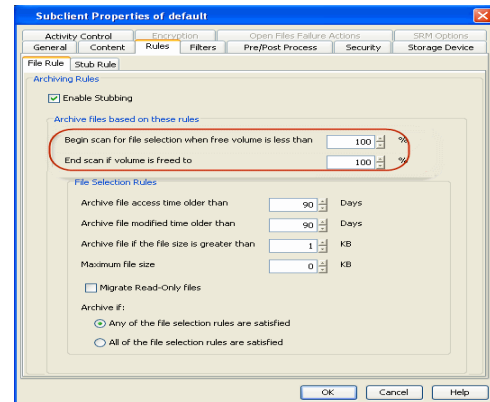 Subclient Properties of default
Activity Control Encryption Open Files Failure Actions SRM Options
General Content Rules Filters Pre/Post Process Security Storage Device
File Rule Stub Rule
Archiving Rules
Enable Stubbing
Archive files based on these rules
Begin scan for file selection when free volume is less than 100 %
End scan if volume is freed to 100 %
File Selection Rules
Archive file access time older than 90 Days
Archive file modified time older than 90 Days
Archive file if the file size is greater than 1 KB
Maximum file size 0 KB
Migrate Read-Only files
Archive if:
Any of the file selection rules are satisfied
All of the file selection rules are satisfied
OK Cancel Help